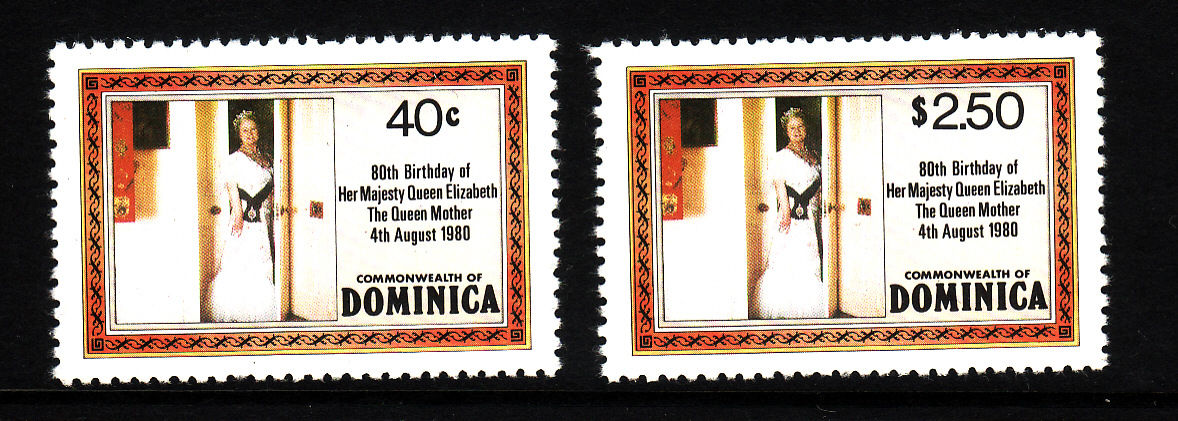 40c
80th Birthday of
Her Majesty Queen Elizabeth
The Queen Mother
4th August 1980
COMMONWEALTH OF
DOMINICA
$2.50
80th Birthday of
Her Majesty Queen Elizabeth
The Queen Mother
4th August 1980
COMMONWEALTH OF
DOMINICA